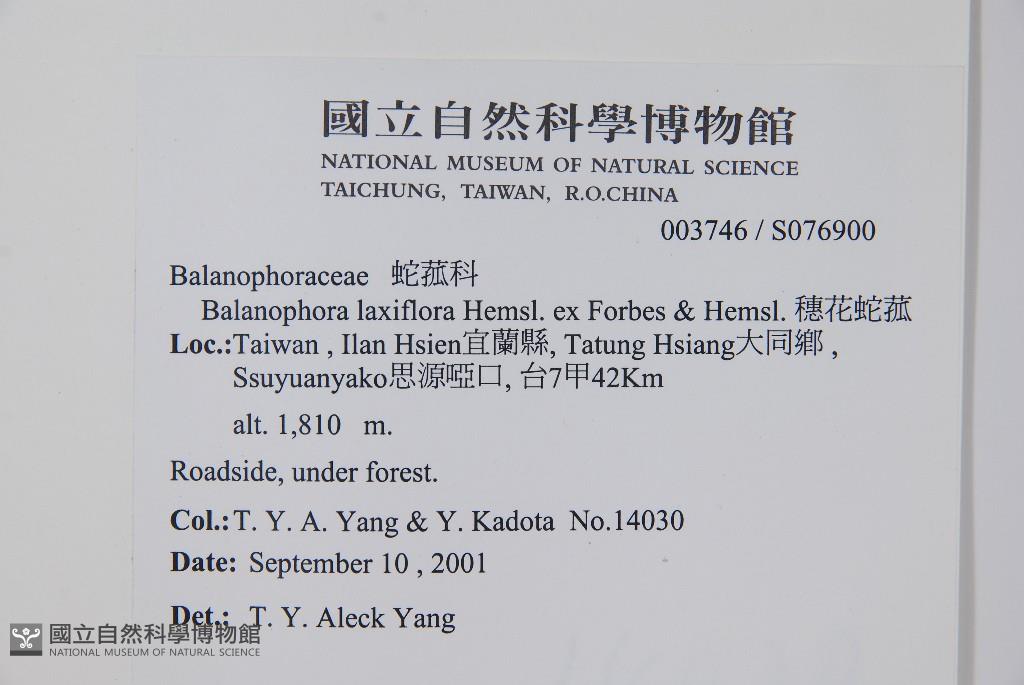 國立自然科學博物館
NATIONAL MUSEUM OF NATURAL SCIENCE
TAICHUNG, TAIWAN, R.O.CHINA
003746 / S076900
Balanophoraceae 蛇菰科
Balanophora laxiflora Hemsl. ex Forbes & Hemsl. 穗花蛇菰
Loc.:Taiwan , Ilan Hsien宜蘭縣, Tatung Hsiang大同鄉 ,
Ssuyuanyako思源啞口, 台7甲42Km
alt. 1,810 m.
Roadside, under forest.
Col.:T. Y. A. Yang & Y. Kadota No.14030
Date: September 10 , 2001
Det.: T. Y. Aleck Yang
國立自然科學博物館
NATIONAL MUSEUM OF NATURAL SCIENCE